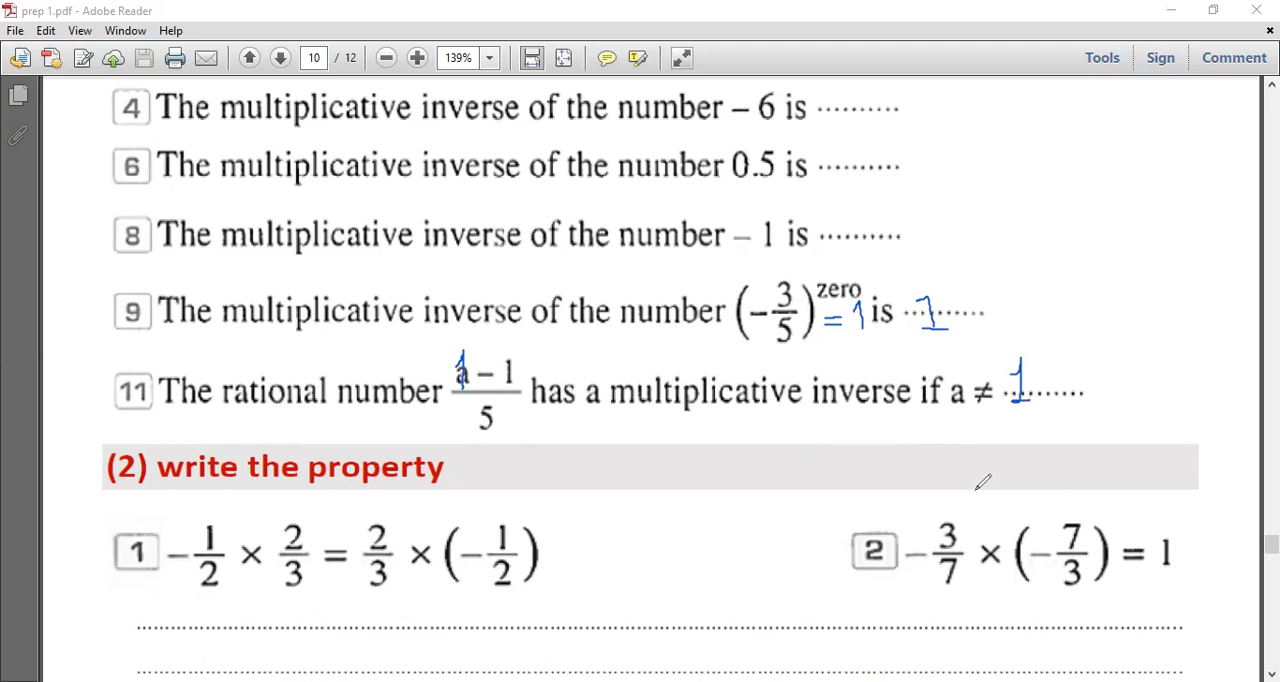 prep 1.pdf - Adobe Reader
File Edit View Window Help
10 / 12 139% Tools Sign Comment
4 The multiplicative inverse of the number – 6 is ··········
6 The multiplicative inverse of the number 0.5 is ··········
8 The multiplicative inverse of the number – 1 is ··········
9 The multiplicative inverse of the number (– 3/5)^zero = 1 is ... 1 ......
11 The rational number (a – 1)/5 has a multiplicative inverse if a ≠ ... 1 ........
(2) write the property
1 – 1/2 × 2/3 = 2/3 × (– 1/2)
2 – 3/7 × (– 7/3) = 1